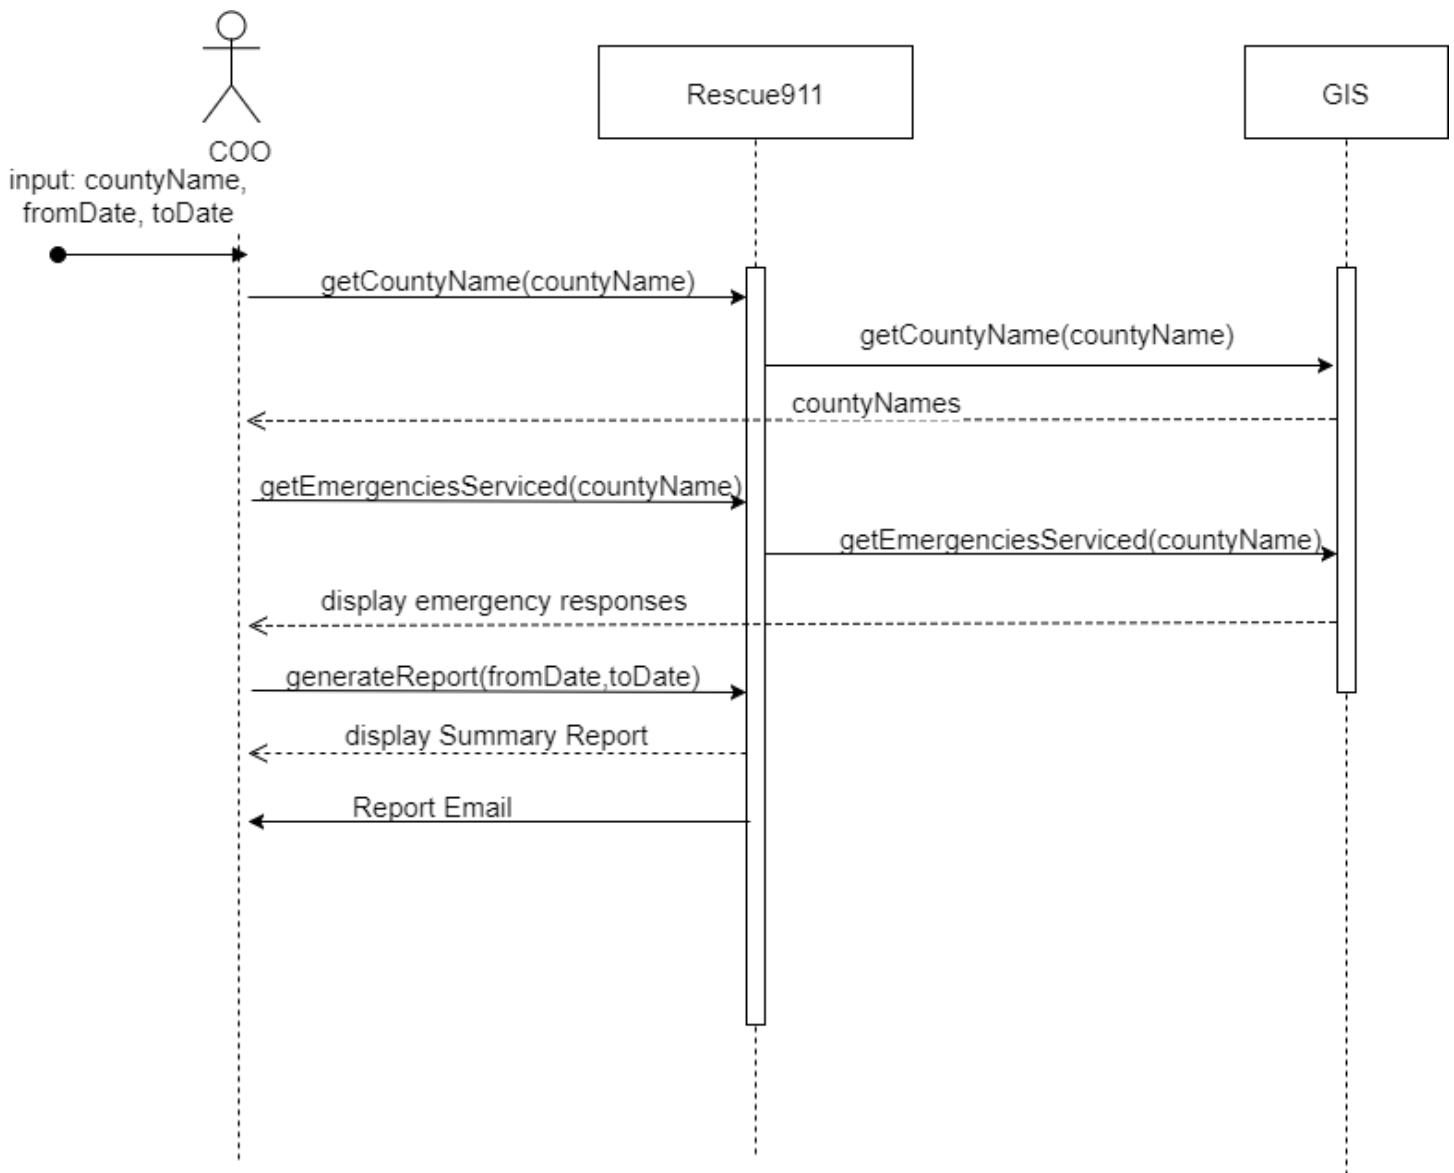 Rescue911
GIS
COO
input: countyName,
fromDate, toDate
getCountyName(countyName)
getCountyName(countyName)
countyNames
getEmergenciesServiced(countyName)
getEmergenciesServiced(countyName)
display emergency responses
generateReport(fromDate,toDate)
display Summary Report
Report Email